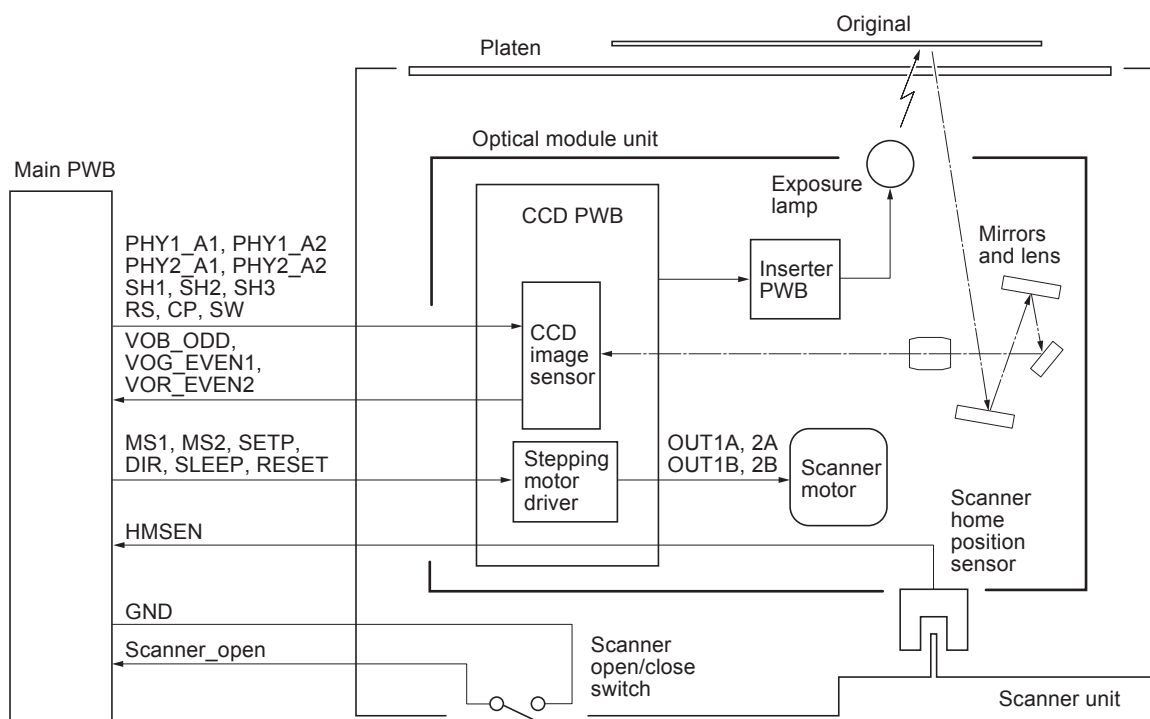 Original
Platen
Optical module unit
Main PWB
Exposure
lamp
CCD PWB
Mirrors
and lens
PHY1_A1, PHY1_A2
PHY2_A1, PHY2_A2
SH1, SH2, SH3
RS, CP, SW
Inserter
PWB
VOB_ODD,
VOG_EVEN1,
VOR_EVEN2
CCD
image
sensor
MS1, MS2, SETP,
DIR, SLEEP, RESET
Stepping
motor
driver
OUT1A, 2A
OUT1B, 2B
Scanner
motor
Scanner
home
position
sensor
HMSEN
GND
Scanner_open
Scanner
open/close
switch
Scanner unit